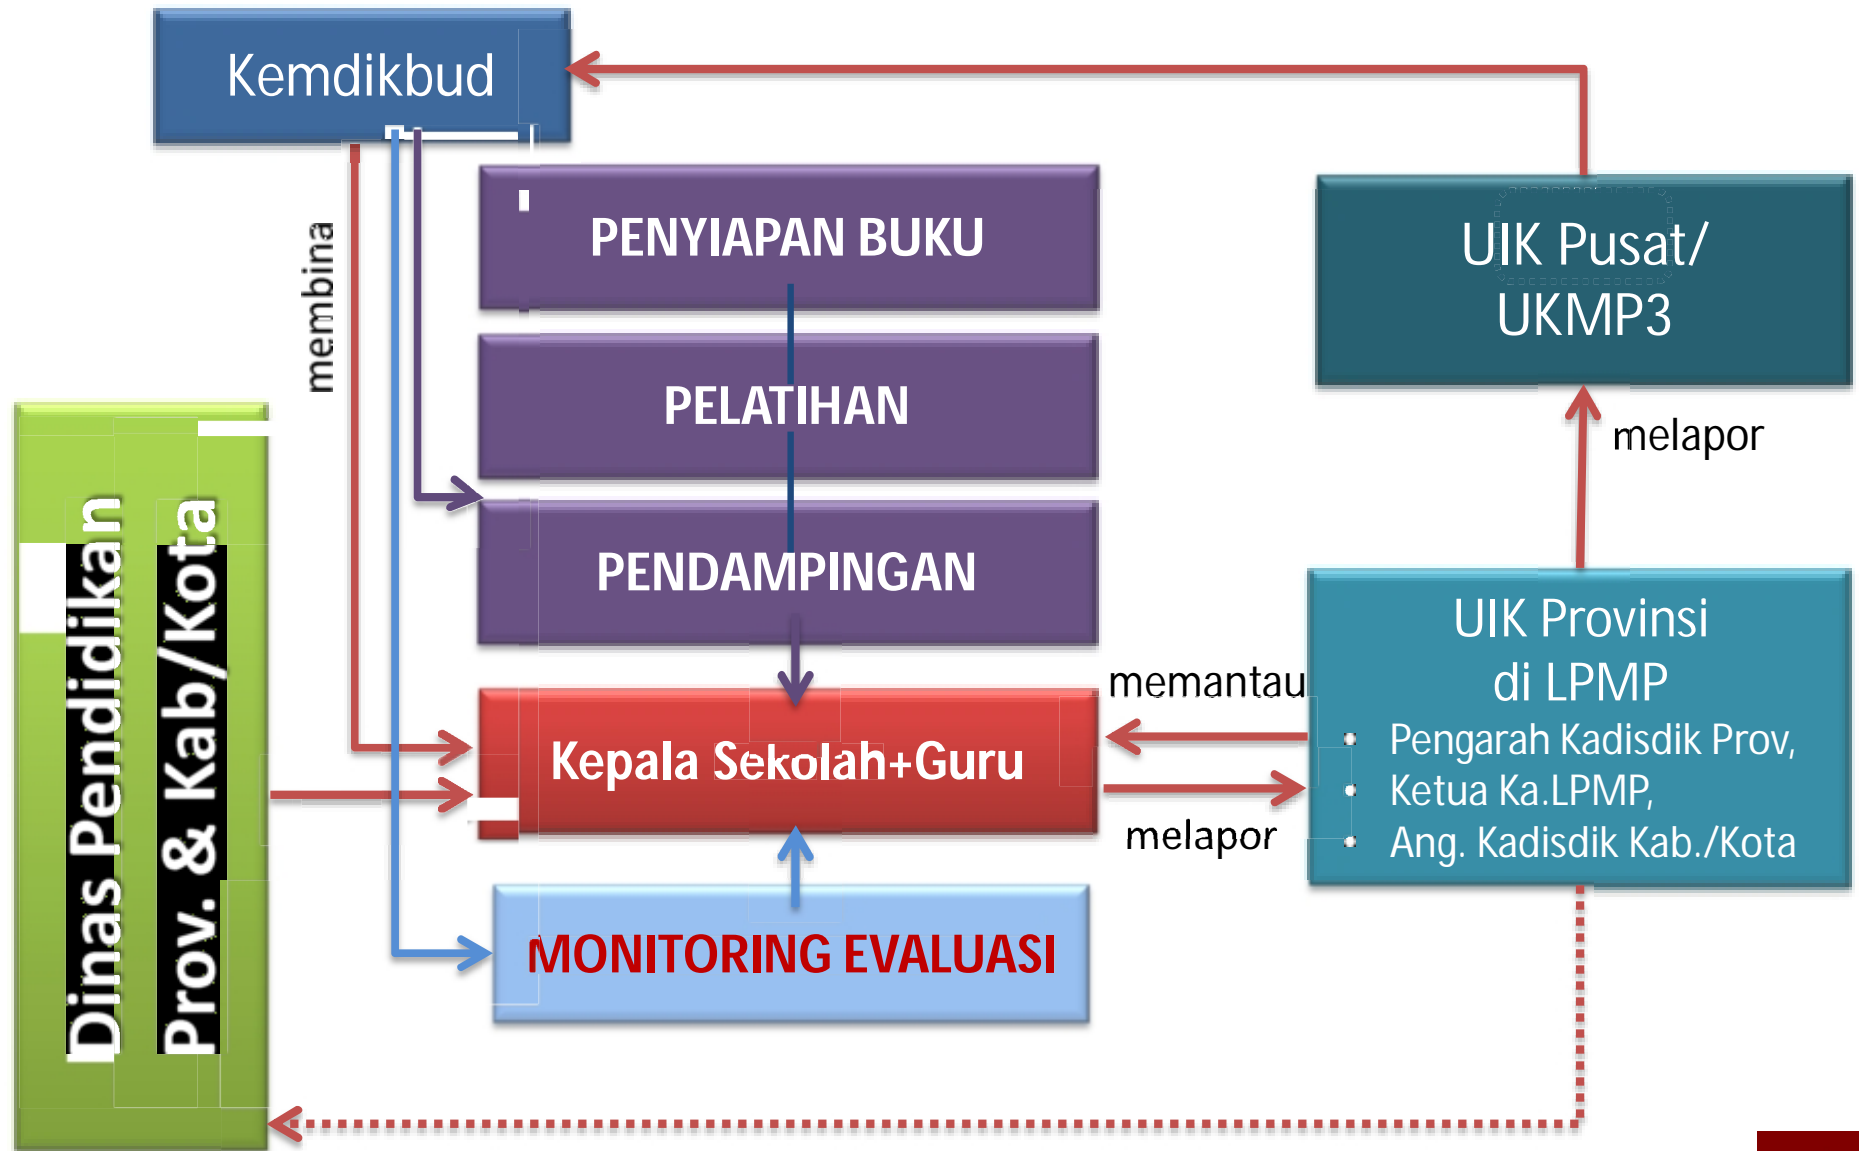 Kemdikbud
membina
PENYIAPAN BUKU
PELATIHAN
PENDAMPINGAN
Kepala Sekolah+Guru
MONITORING EVALUASI
Dinas Pendidikan
Prov. & Kab/Kota
UIK Pusat/
UKMP3
melapor
UIK Provinsi
di LPMP
• Pengarah Kadisdik Prov,
• Ketua Ka.LPMP,
• Ang. Kadisdik Kab./Kota
memantau
melapor